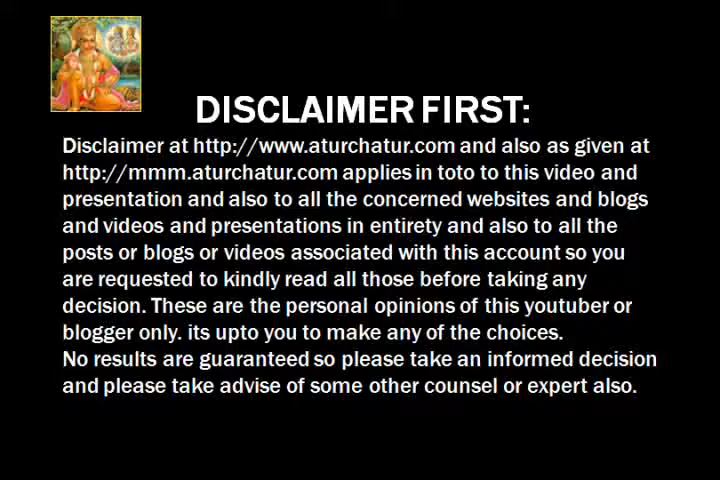 DISCLAIMER FIRST:
Disclaimer at http://www.aturchatur.com and also as given at
http://mmm.aturchatur.com applies in toto to this video and
presentation and also to all the concerned websites and blogs
and videos and presentations in entirety and also to all the
posts or blogs or videos associated with this account so you
are requested to kindly read all those before taking any
decision. These are the personal opinions of this youtuber or
blogger only. its upto you to make any of the choices.
No results are guaranteed so please take an informed decision
and please take advise of some other counsel or expert also.